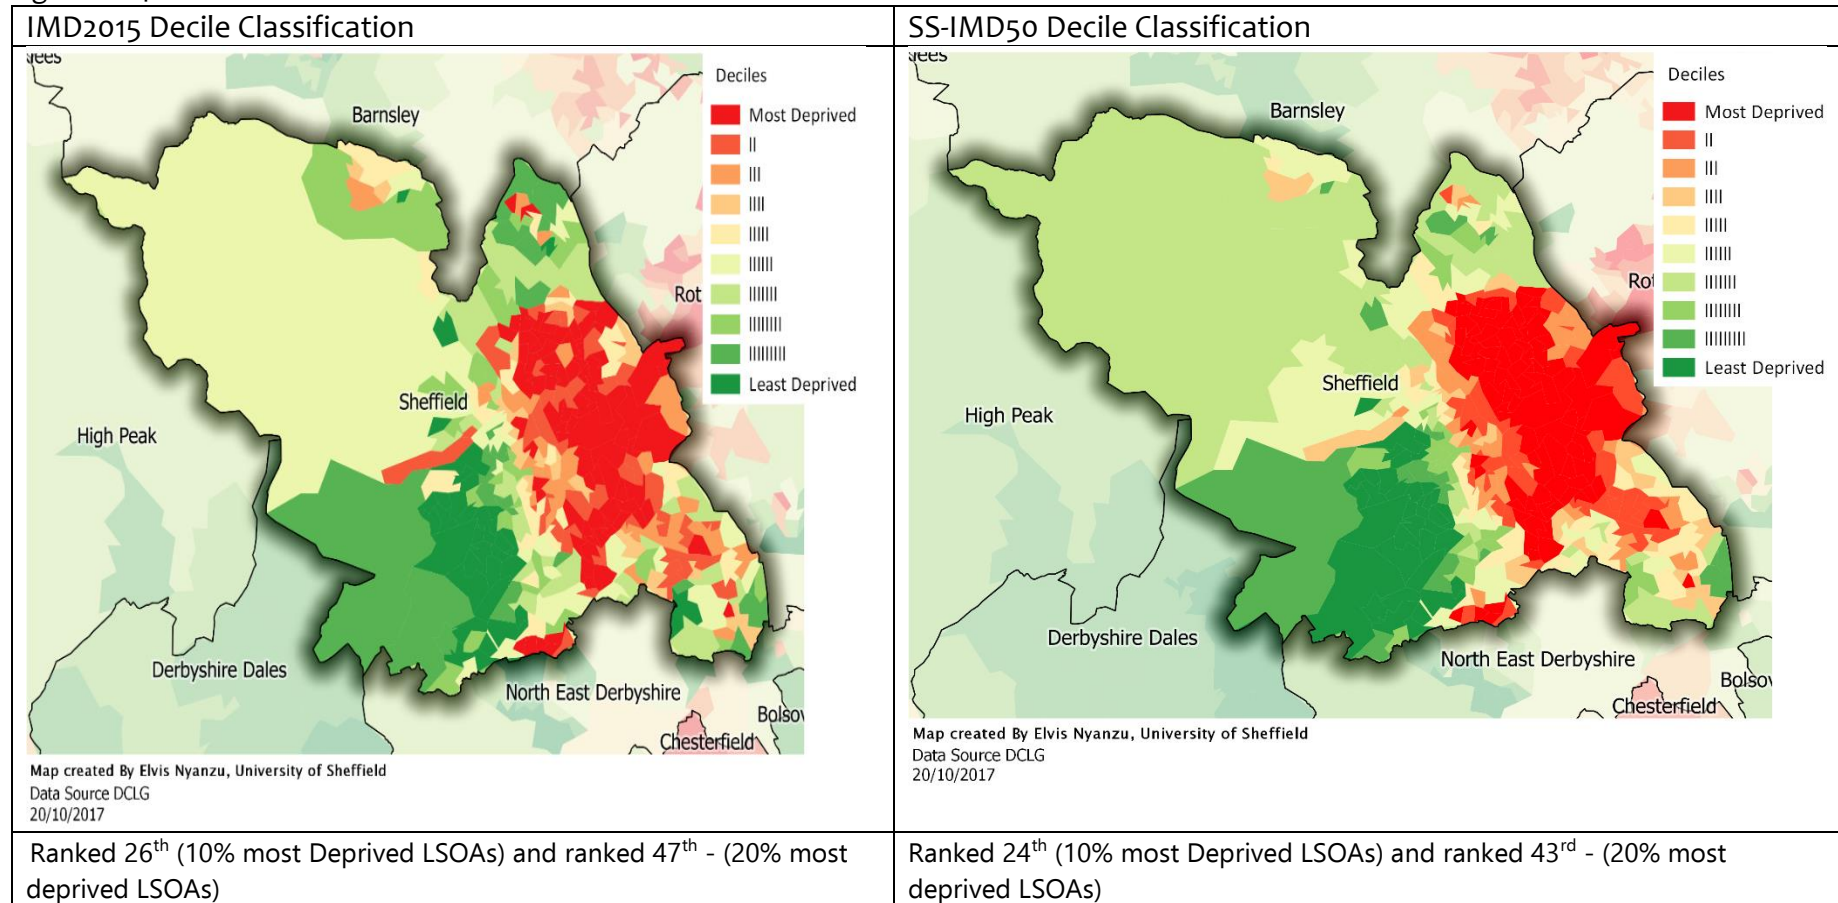 IMD2015 Decile Classification
Deciles
Most Deprived
II
III
IIII
IIIII
IIIIII
IIIIIII
IIIIIIII
IIIIIIIII
Least Deprived
Barnsley
Rot
Sheffield
High Peak
Derbyshire Dales
North East Derbyshire
Bolsov
Chesterfield
Map created By Elvis Nyanzu, University of Sheffield
Data Source DCLG
20/10/2017
Ranked 26th (10% most Deprived LSOAs) and ranked 47th - (20% most
deprived LSOAs)
SS-IMD50 Decile Classification
Deciles
Most Deprived
II
III
IIII
IIIII
IIIIII
IIIIIII
IIIIIIII
IIIIIIIII
Least Deprived
Barnsley
Rot
Sheffield
High Peak
Derbyshire Dales
North East Derbyshire
Bolsov
Chesterfield
Map created By Elvis Nyanzu, University of Sheffield
Data Source DCLG
20/10/2017
Ranked 24th (10% most Deprived LSOAs) and ranked 43rd - (20% most
deprived LSOAs)